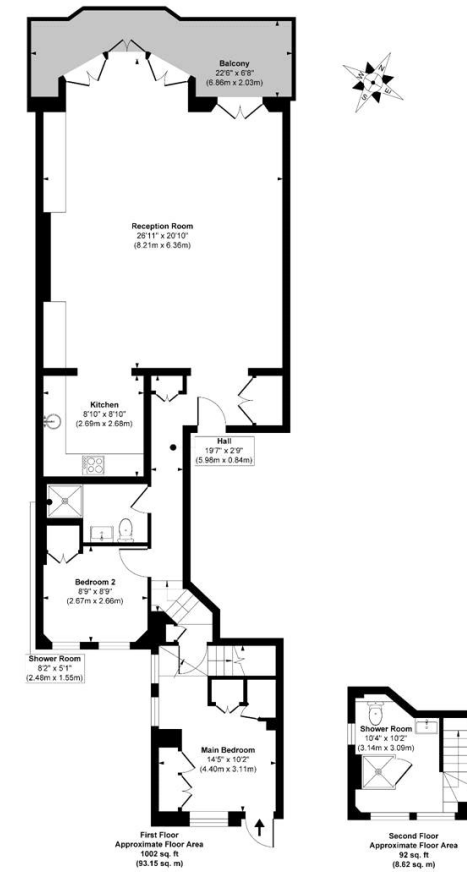 Balcony
22'6" x 6'8"
(6.86m x 2.03m)
N
E
S
W
Reception Room
26'11" x 20'10"
(8.21m x 6.36m)
Kitchen
8'10" x 8'10"
(2.69m x 2.68m)
Hall
19'7" x 2'9"
(5.98m x 0.84m)
Bedroom 2
8'9" x 8'9"
(2.67m x 2.66m)
Shower Room
8'2" x 5'1"
(2.48m x 1.55m)
Main Bedroom
14'5" x 10'2"
(4.40m x 3.11m)
Shower Room
10'4" x 10'2"
(3.14m x 3.09m)
First Floor
Approximate Floor Area
1002 sq. ft
(93.15 sq. m)
Second Floor
Approximate Floor Area
92 sq. ft
(8.62 sq. m)